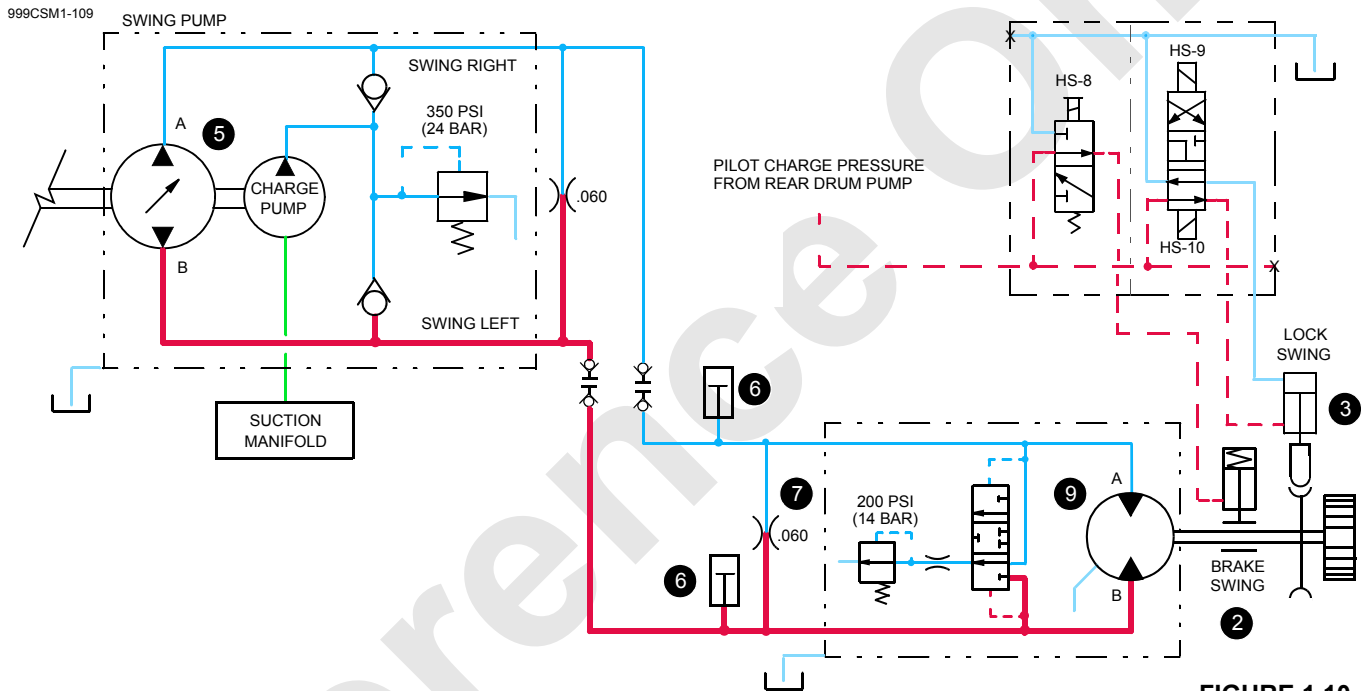 999CSM1-109
SWING PUMP
SWING RIGHT
HS-9
HS-8
350 PSI
(24 BAR)
A
5
PILOT CHARGE PRESSURE
FROM REAR DRUM PUMP
CHARGE
PUMP
.060
X
X
HS-10
B
SWING LEFT
LOCK
SWING
3
6
SUCTION
MANIFOLD
7
200 PSI
(14 BAR)
9
A
.060
6
B
BRAKE
SWING
2
FIGURE 1-10
erence On